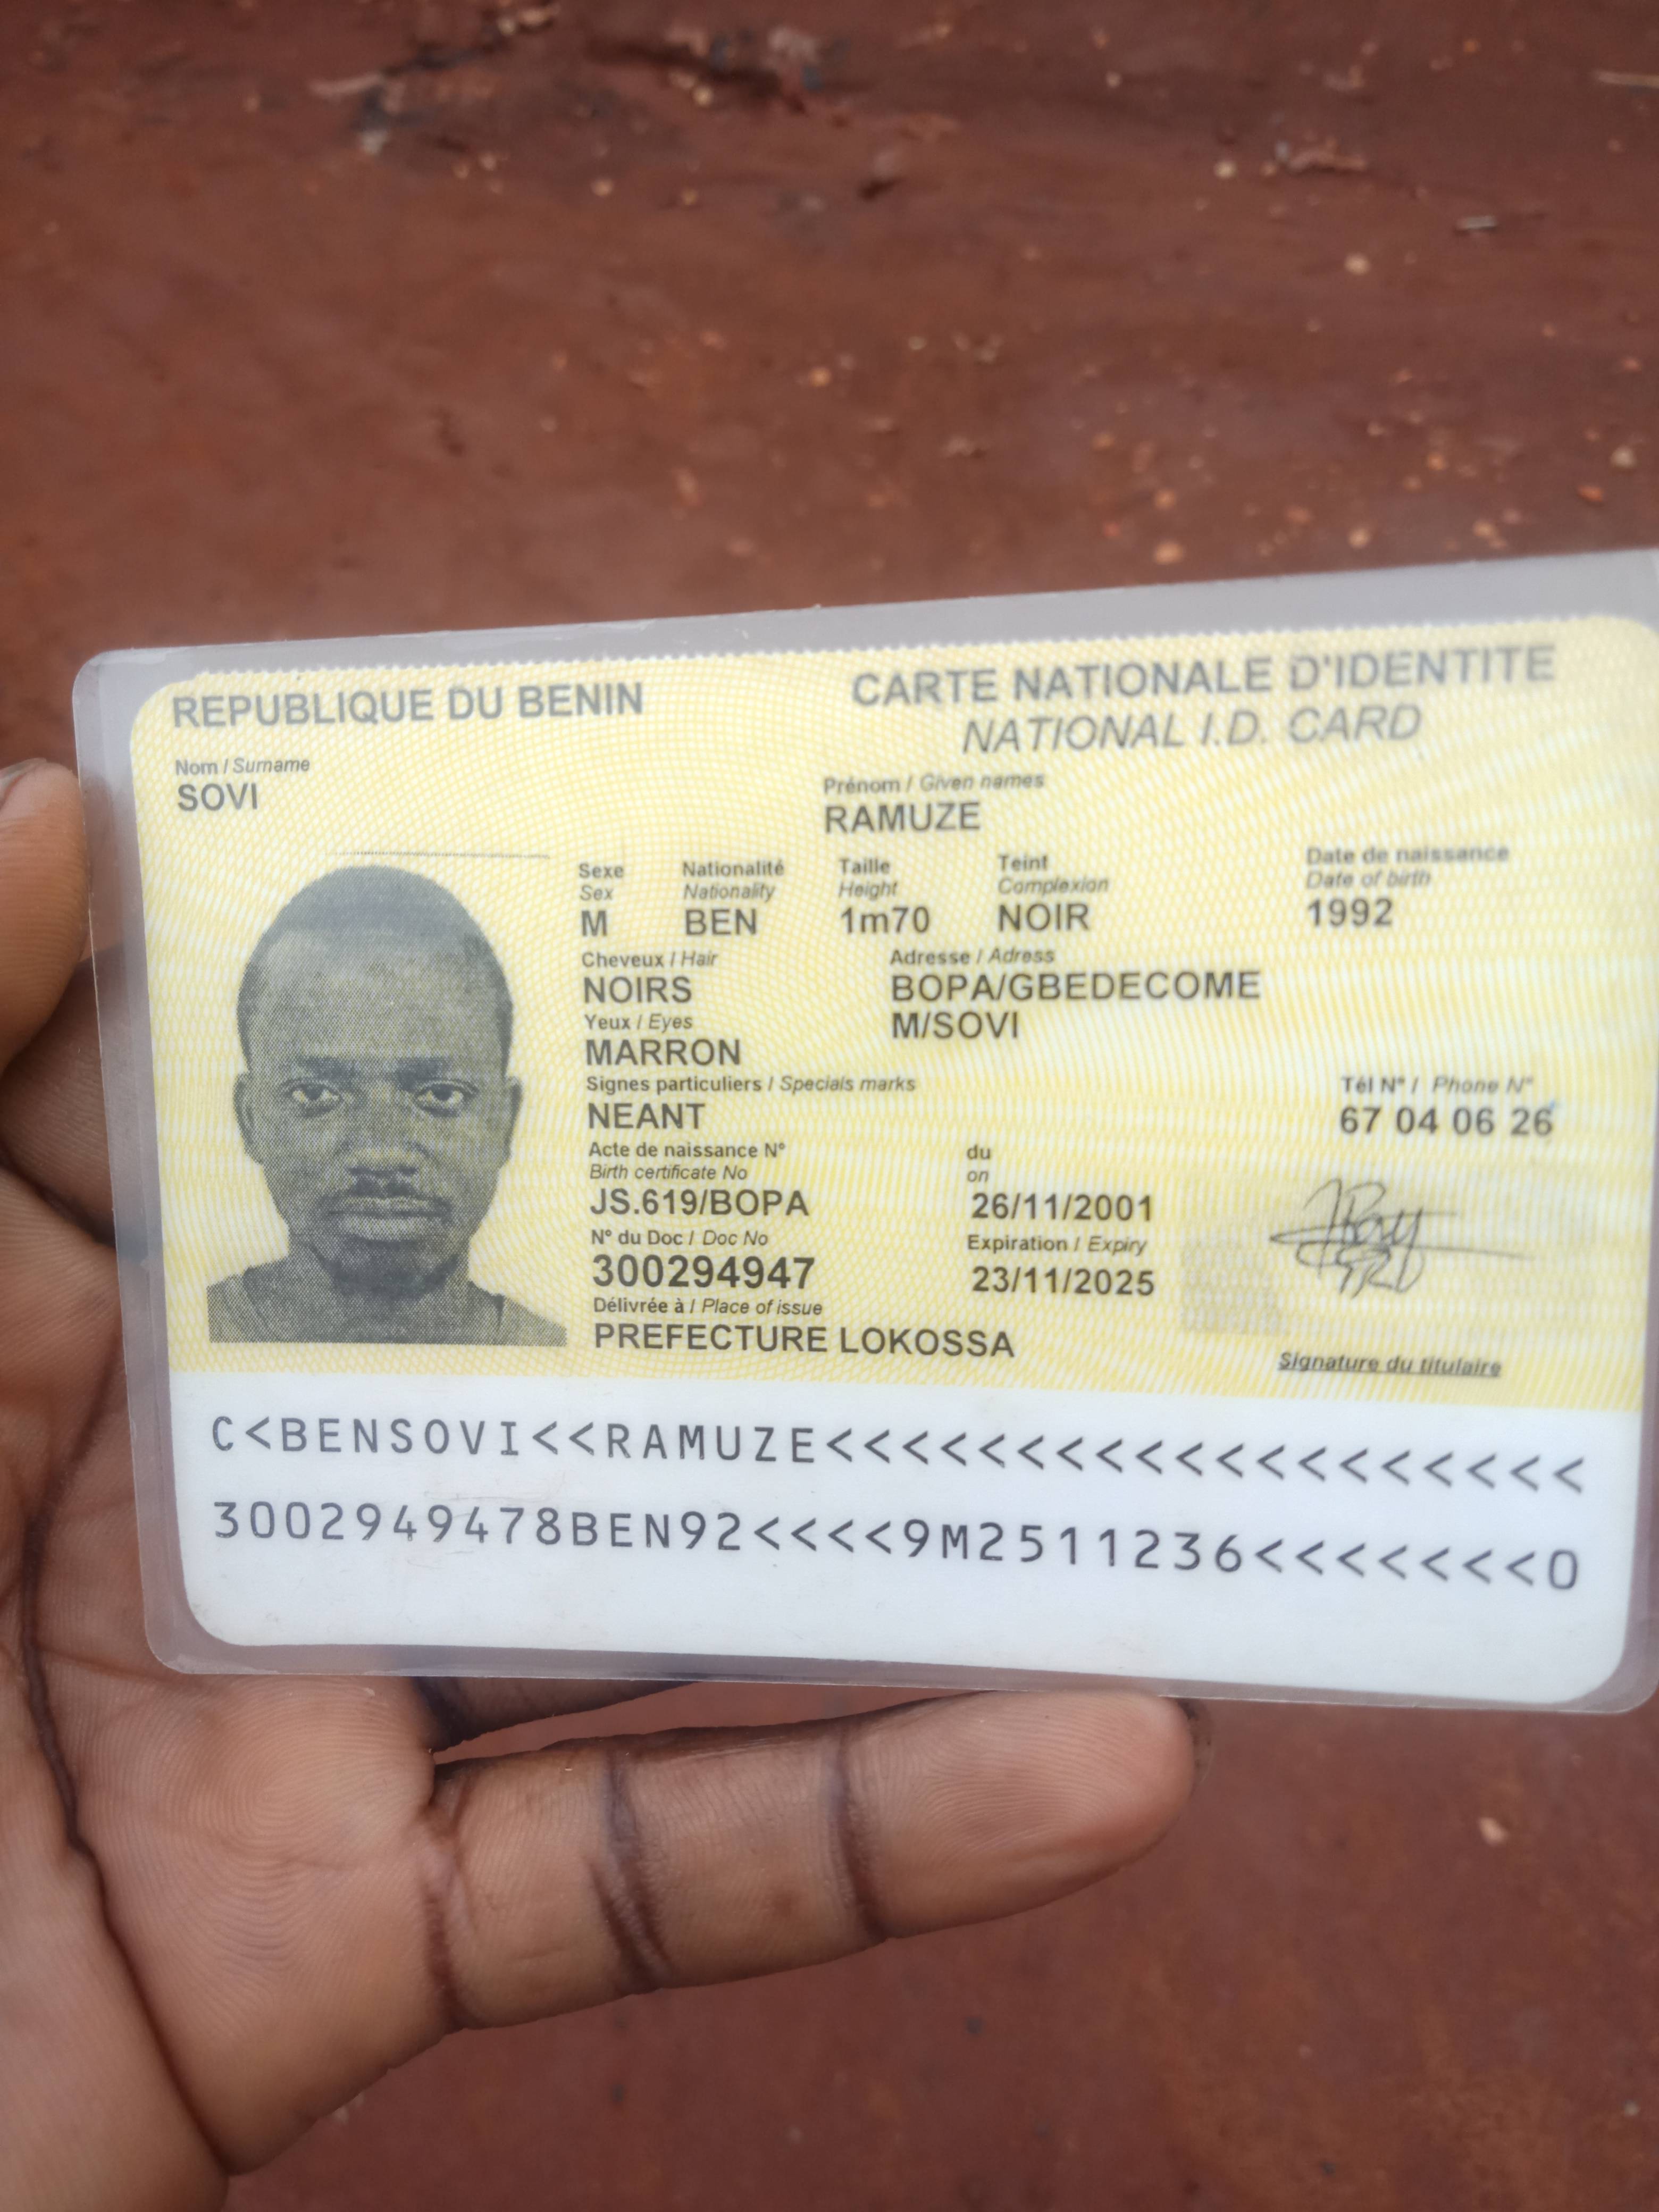 REPUBLIQUE DU BENIN
CARTE NATIONALE D'IDENTITE
NATIONAL I.D. CARD
Nom / Surname
SOVI
Prénom / Given names
RAMUZE
Sexe Nationalité Taille Teint Date de naissance
Sex Nationality Height Complexion Date of birth
M BEN 1m70 NOIR 1992
Cheveux / Hair Adresse / Adress
NOIRS BOPA/GBEDECOME
Yeux / Eyes M/SOVI
MARRON
Signes particuliers / Specials marks Tél N° / Phone N°
NEANT 67 04 06 26
Acte de naissance N° du
Birth certificate No on
JS.619/BOPA 26/11/2001
N° du Doc / Doc No Expiration / Expiry
300294947 23/11/2025
Délivrée à / Place of issue
PREFECTURE LOKOSSA
Signature du titulaire
C<BENSOVI<<RAMUZE<<<<<<<<<<<<<<<<<<<
3002949478BEN92<<<<9M2511236<<<<<<<0